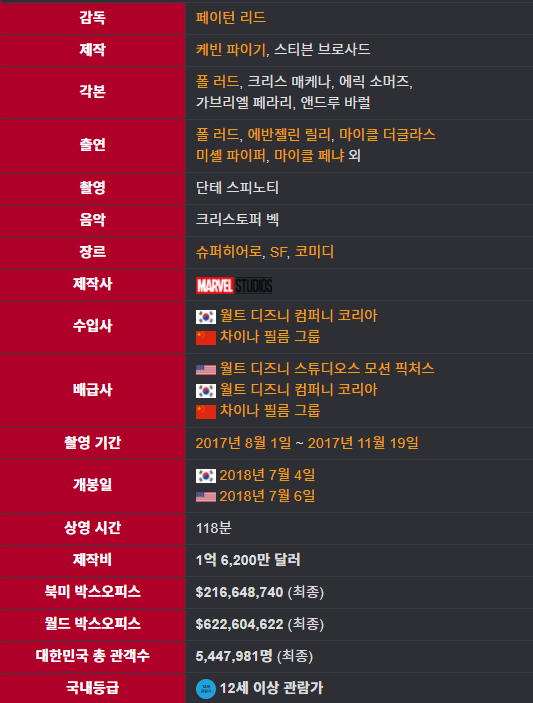 감독 페이턴 리드
제작 케빈 파이기, 스티븐 브로사드
각본 폴 러드, 크리스 매케나, 에릭 소머즈,
가브리엘 페라리, 앤드루 바럴
출연 폴 러드, 에반젤린 릴리, 마이클 더글라스
미셸 파이퍼, 마이클 페냐 외
촬영 단테 스피노티
음악 크리스토퍼 벡
장르 슈퍼히어로, SF, 코미디
제작사 MARVEL STUDIOS
수입사 월트 디즈니 컴퍼니 코리아
차이나 필름 그룹
배급사 월트 디즈니 스튜디오스 모션 픽처스
월트 디즈니 컴퍼니 코리아
차이나 필름 그룹
촬영 기간 2017년 8월 1일 ~ 2017년 11월 19일
개봉일 2018년 7월 4일
2018년 7월 6일
상영 시간 118분
제작비 1억 6,200만 달러
북미 박스오피스 $216,648,740 (최종)
월드 박스오피스 $622,604,622 (최종)
대한민국 총 관객수 5,447,981명 (최종)
국내등급 12세 이상 관람가